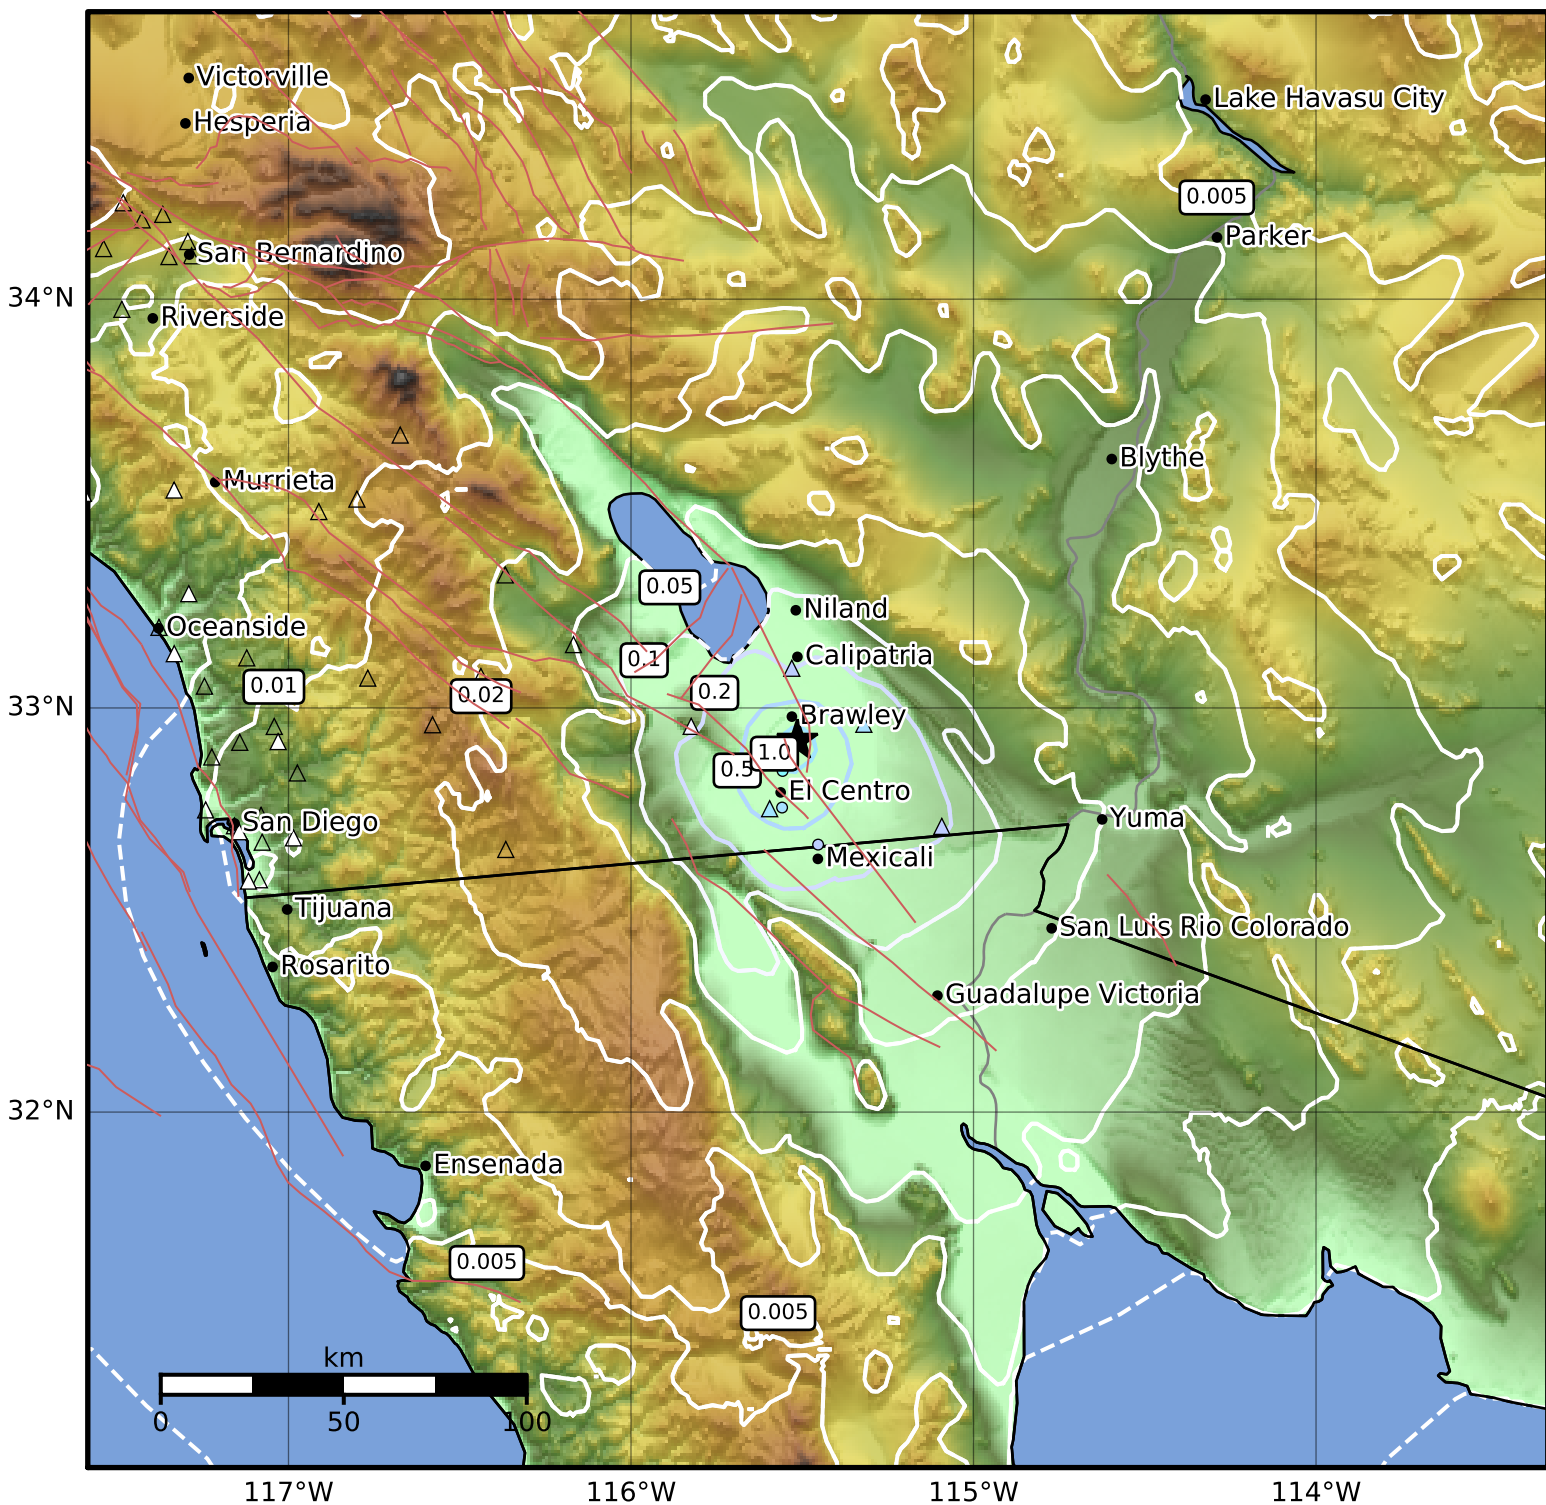 Victorville
Lake Havasu City
Hesperia
0.005
Parker
San Bernardino
34°N
Riverside
Blythe
Murrieta
0.05
Niland
Oceanside
Calipatria
0.1
0.01
0.02
0.2
33°N
Brawley
1.0
0.5
El Centro
Yuma
San Diego
Mexicali
Tijuana
San Luis Rio Colorado
Rosarito
Guadalupe Victoria
32°N
Ensenada
0.005
0.005
km
0 50 100
117°W 116°W 115°W 114°W